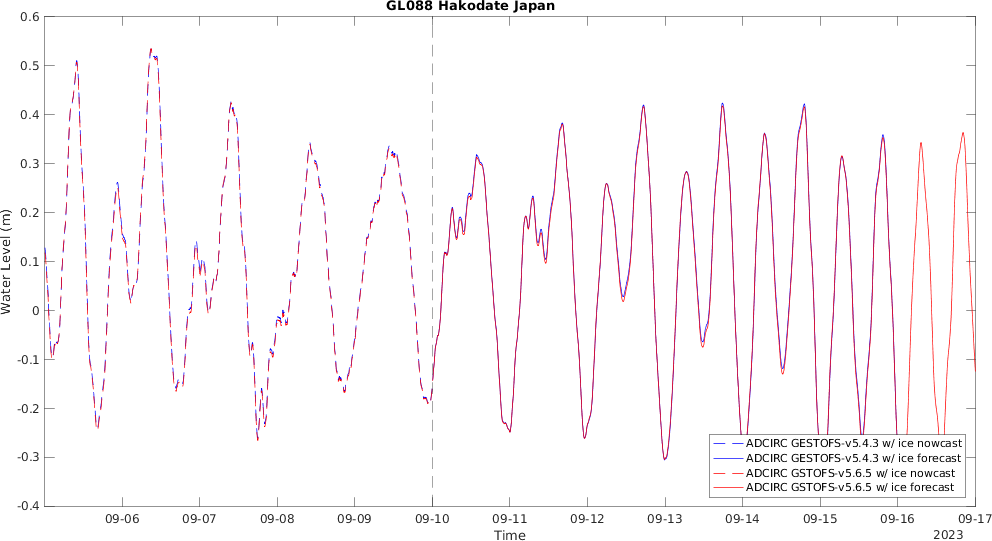 GL088 Hakodate Japan
0.6
0.5
0.4
0.3
0.2
0.1
0
-0.1
-0.2
-0.3
-0.4
Water Level (m)
ADCIRC GESTOFS-v5.4.3 w/ ice nowcast
ADCIRC GESTOFS-v5.4.3 w/ ice forecast
ADCIRC GSTOFS-v5.6.5 w/ ice nowcast
ADCIRC GSTOFS-v5.6.5 w/ ice forecast
09-06 09-07 09-08 09-09 09-10 09-11 09-12 09-13 09-14 09-15 09-16 09-17
Time
2023